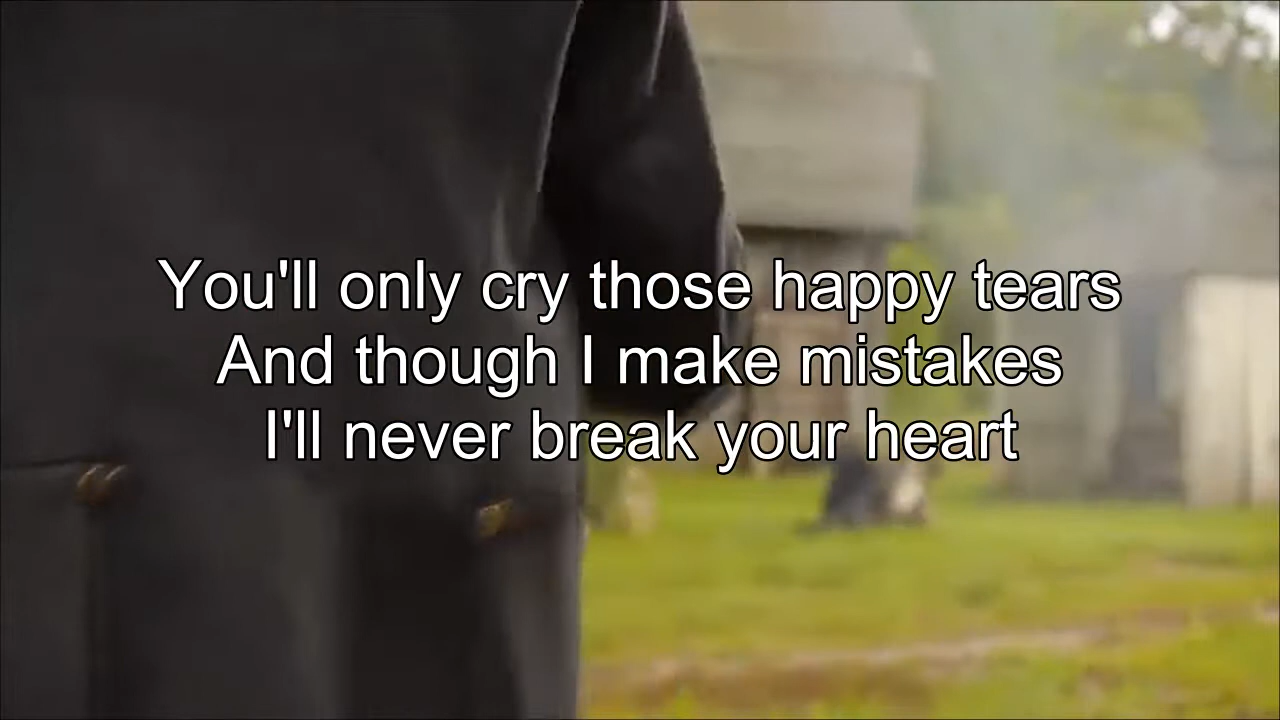 You'll only cry those happy tears
And though I make mistakes
I'll never break your heart